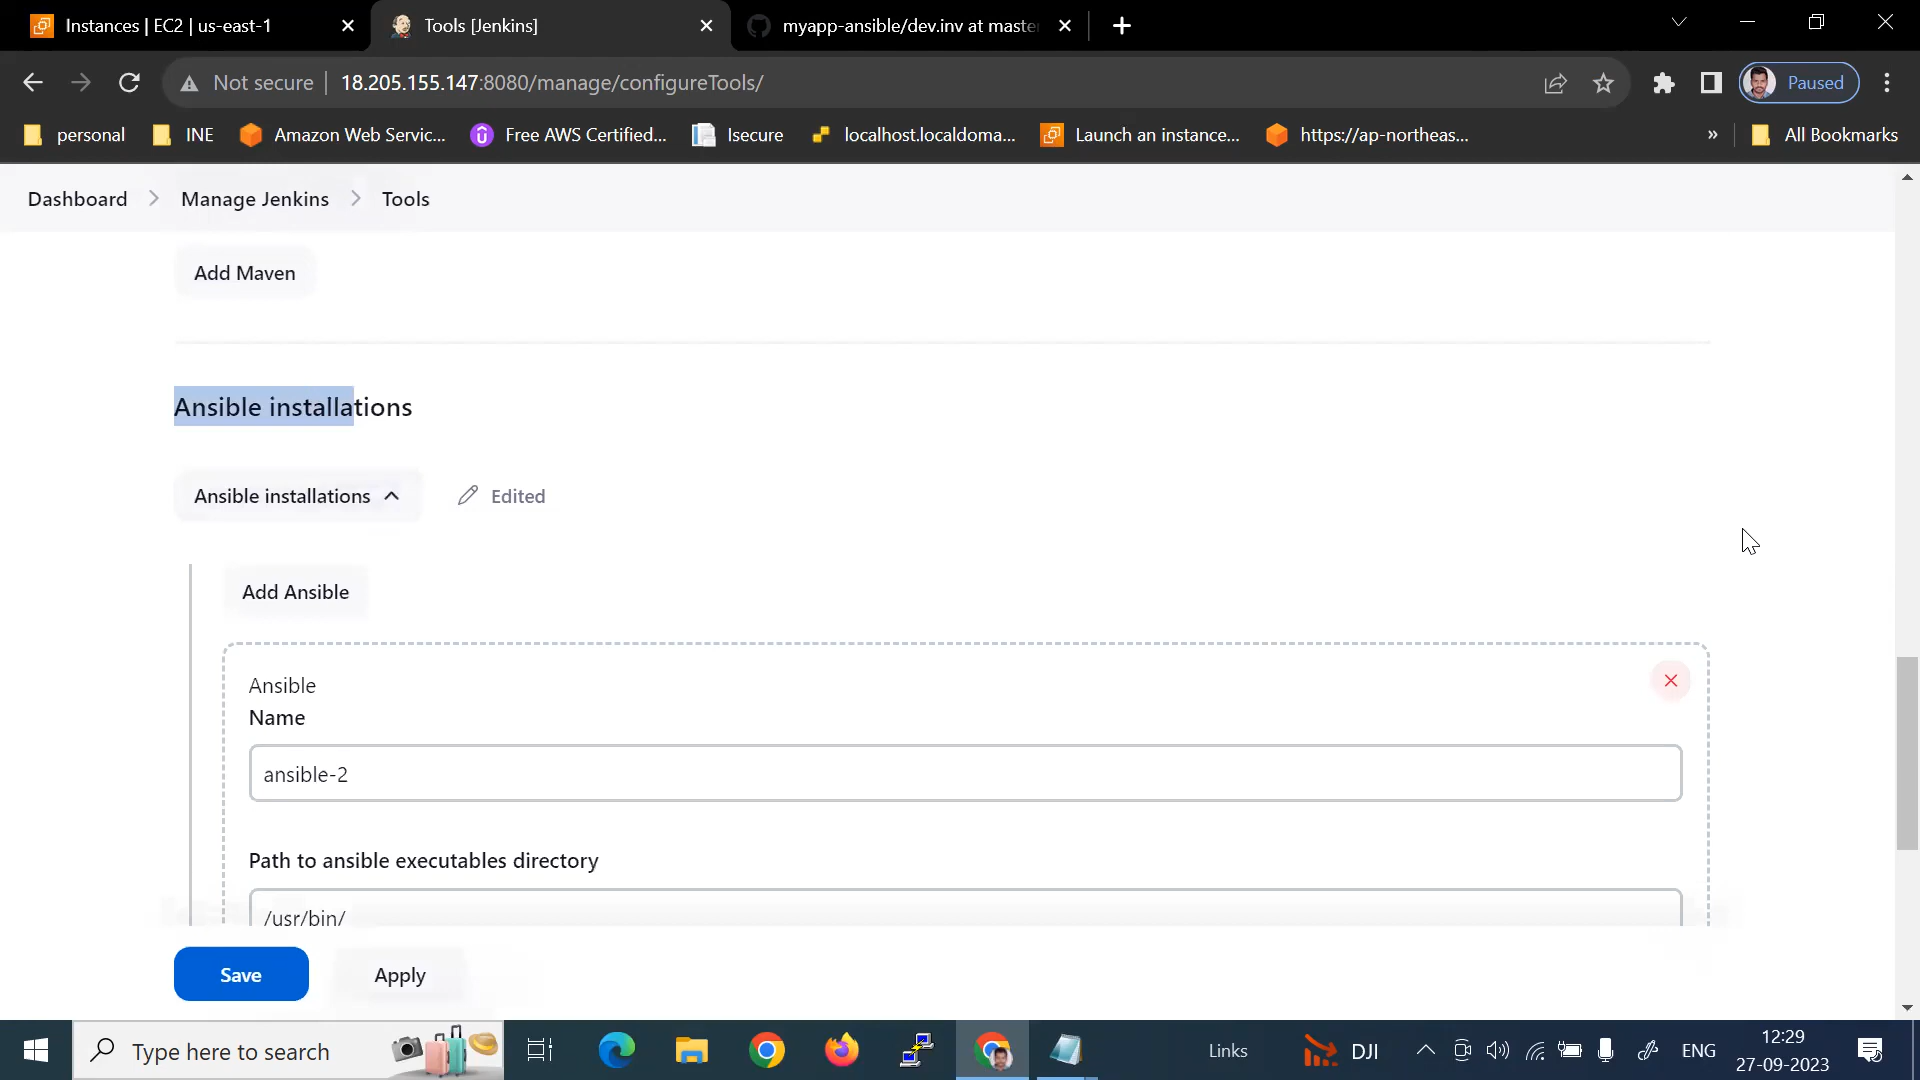 Instances | EC2 | us-east-1
Tools [Jenkins]
myapp-ansible/dev.inv at maste
Not secure
18.205.155.147:8080/manage/configureTools/
Paused
personal
INE
Amazon Web Servic...
Free AWS Certified...
Isecure
localhost.localdoma...
Launch an instance...
https://ap-northeas...
»
All Bookmarks
Dashboard > Manage Jenkins > Tools
Add Maven
Ansible installations
Ansible installations
Edited
Add Ansible
Ansible
Name
ansible-2
Path to ansible executables directory
/usr/bin/
Save
Apply
Type here to search
Links
DJI
ENG
12:29
27-09-2023